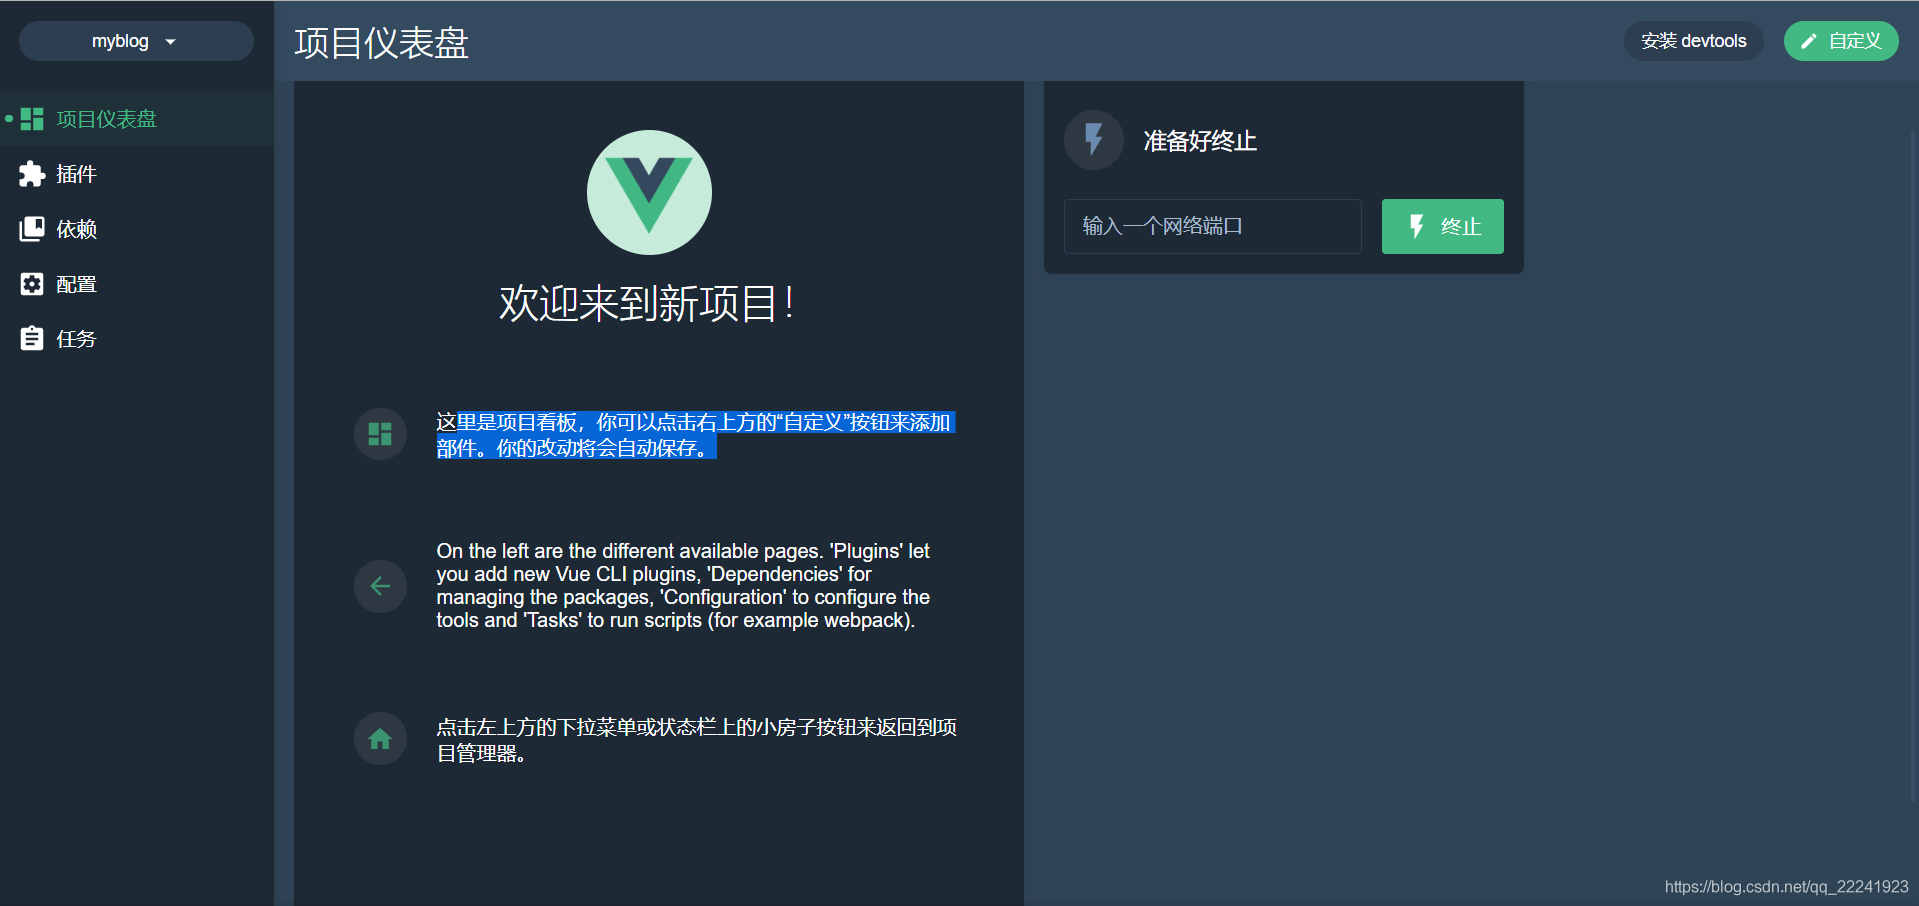 myblog
项目仪表盘
安装 devtools
自定义
项目仪表盘
插件
依赖
配置
任务
欢迎来到新项目！
这里是项目看板，你可以点击右上方的“自定义”按钮来添加
部件。你的改动将会自动保存。
On the left are the different available pages. 'Plugins' let
you add new Vue CLI plugins, 'Dependencies' for
managing the packages, 'Configuration' to configure the
tools and 'Tasks' to run scripts (for example webpack).
点击左上方的下拉菜单或状态栏上的小房子按钮来返回到项
目管理器。
准备好终止
输入一个网络端口
终止
https://blog.csdn.net/qq_22241923